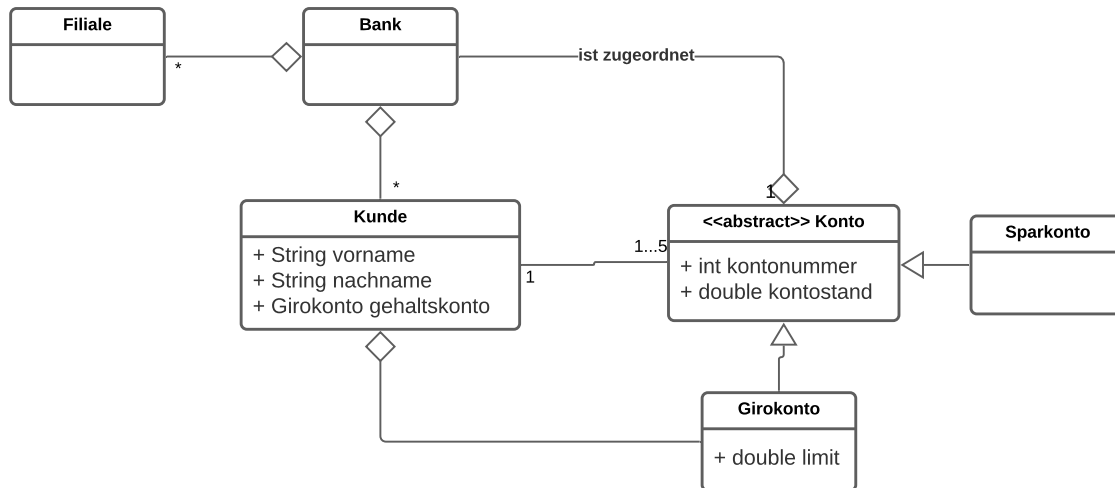 Filiale
*
Bank
ist zugeordnet
*
1
Kunde
+ String vorname
+ String nachname
+ Girokonto gehaltskonto
1
1...5
<<abstract>> Konto
+ int kontonummer
+ double kontostand
Sparkonto
Girokonto
+ double limit